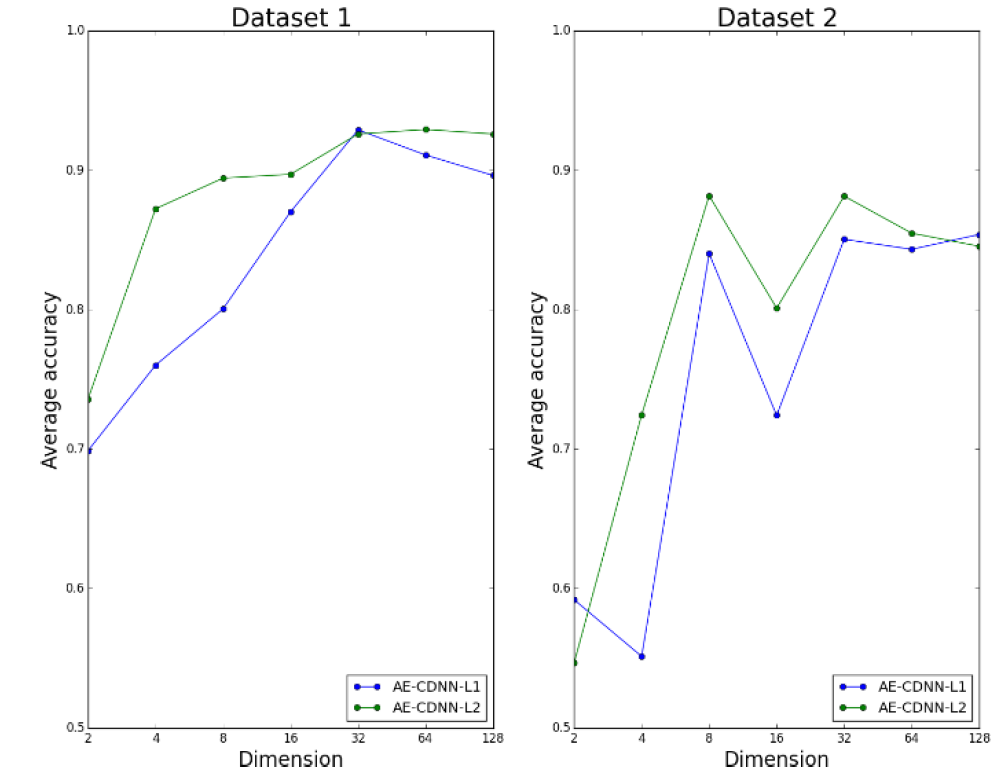 Dataset 1
1.0
0.9
0.8
0.7
0.6
0.5
Average accuracy
2 4 8 16 32 64 128
Dimension
AE-CDNN-L1
AE-CDNN-L2
Dataset 2
1.0
0.9
0.8
0.7
0.6
0.5
Average accuracy
2 4 8 16 32 64 128
Dimension
AE-CDNN-L1
AE-CDNN-L2